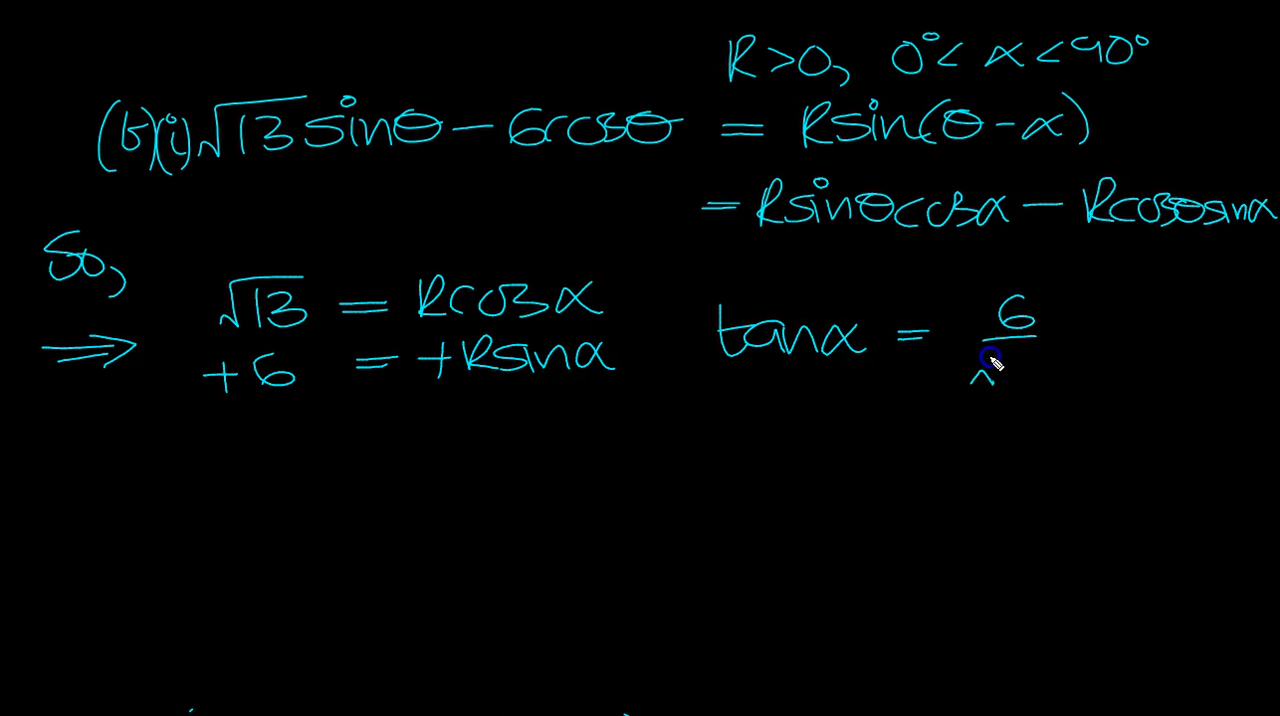 R>0, 0°< α <90°
(b)(i) √13 sinθ − 6cosθ = Rsin(θ−α)
= Rsinθcosα − Rcosθsinα
So,
√13 = Rcosα
⟹ +6 = +Rsinα
tanα = 6